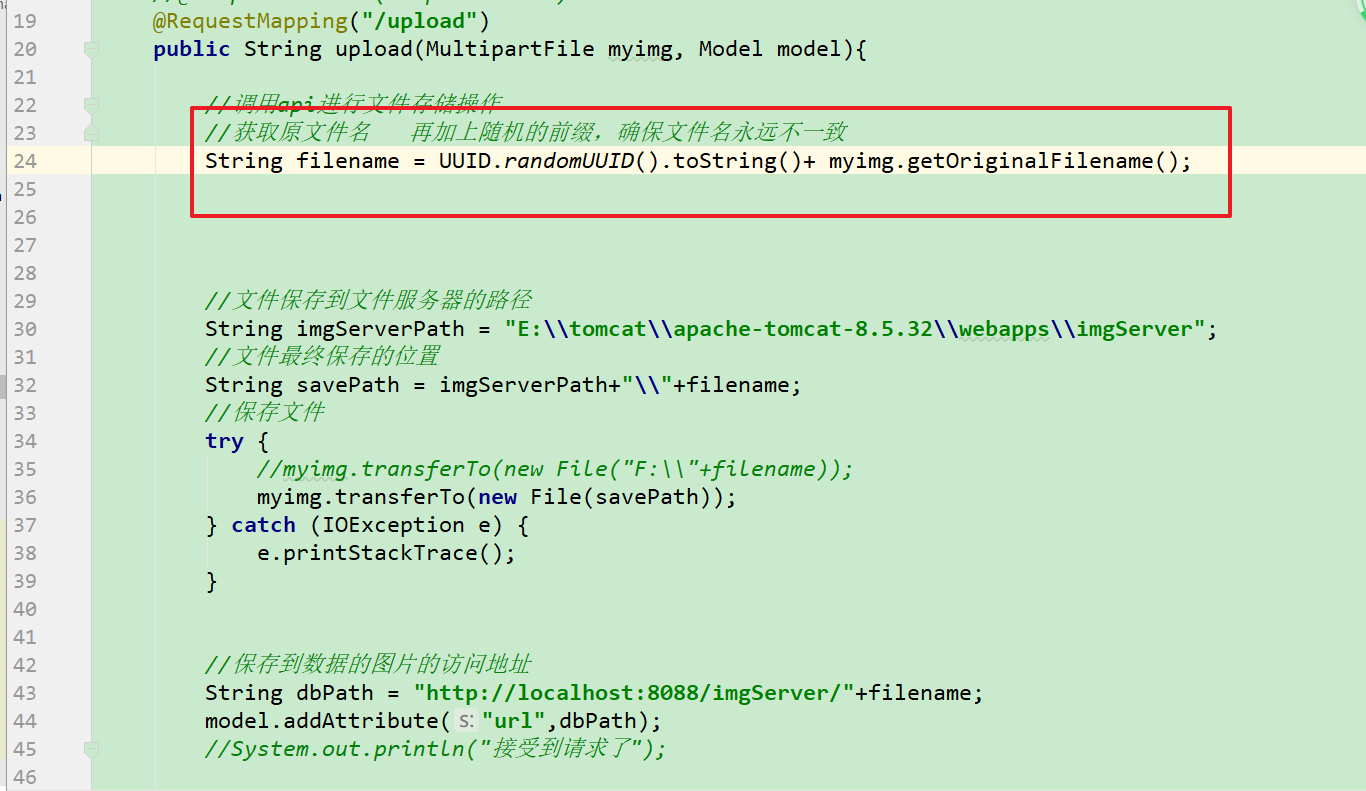 19
@RequestMapping("/upload")
20 public String upload(MultipartFile myimg, Model model){
21
22 //调用api进行文件存储操作
23 //获取原文件名   再加上随机的前缀，确保文件名永远不一致
24 String filename = UUID.randomUUID().toString()+ myimg.getOriginalFilename();
25
26
27
28
29 //文件保存到文件服务器的路径
30 String imgServerPath = "E:\\tomcat\\apache-tomcat-8.5.32\\webapps\\imgServer";
31 //文件最终保存的位置
32 String savePath = imgServerPath+"\\"+filename;
33 //保存文件
34 try {
35 //myimg.transferTo(new File("F:\\"+filename));
36 myimg.transferTo(new File(savePath));
37 } catch (IOException e) {
38 e.printStackTrace();
39 }
40
41
42 //保存到数据的图片的访问地址
43 String dbPath = "http://localhost:8088/imgServer/"+filename;
44 model.addAttribute( s: "url",dbPath);
45 //System.out.println("接受到请求了");
46